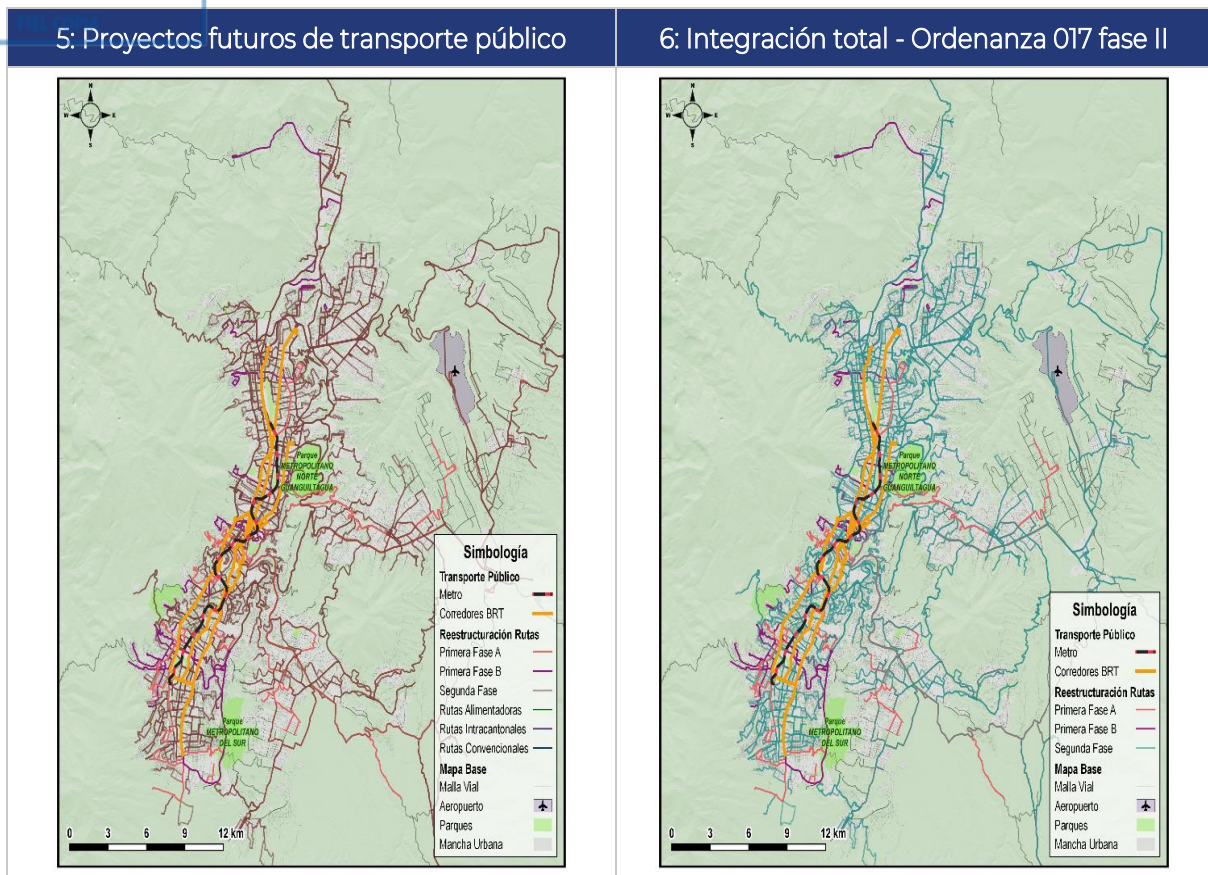 FIEL COPIA
5: Proyectos futuros de transporte público
6: Integración total - Ordenanza 017 fase II
N
W
E
S
Parque
METROPOLITANO
NORTE
GUANGUILTAGUA
Parque
METROPOLITANO
DEL SUR
Simbología
Transporte Público
Metro
Corredores BRT
Reestructuración Rutas
Primera Fase A
Primera Fase B
Segunda Fase
Rutas Alimentadoras
Rutas Intracantonales
Rutas Convencionales
Mapa Base
Malla Vial
Aeropuerto
Parques
Mancha Urbana
0 3 6 9 12 km
N
W
E
S
Parque
METROPOLITANO
NORTE
GUANGUILTAGUA
Parque
METROPOLITANO
DEL SUR
Simbología
Transporte Público
Metro
Corredores BRT
Reestructuración Rutas
Primera Fase A
Primera Fase B
Segunda Fase
Mapa Base
Malla Vial
Aeropuerto
Parques
Mancha Urbana
0 3 6 9 12 km